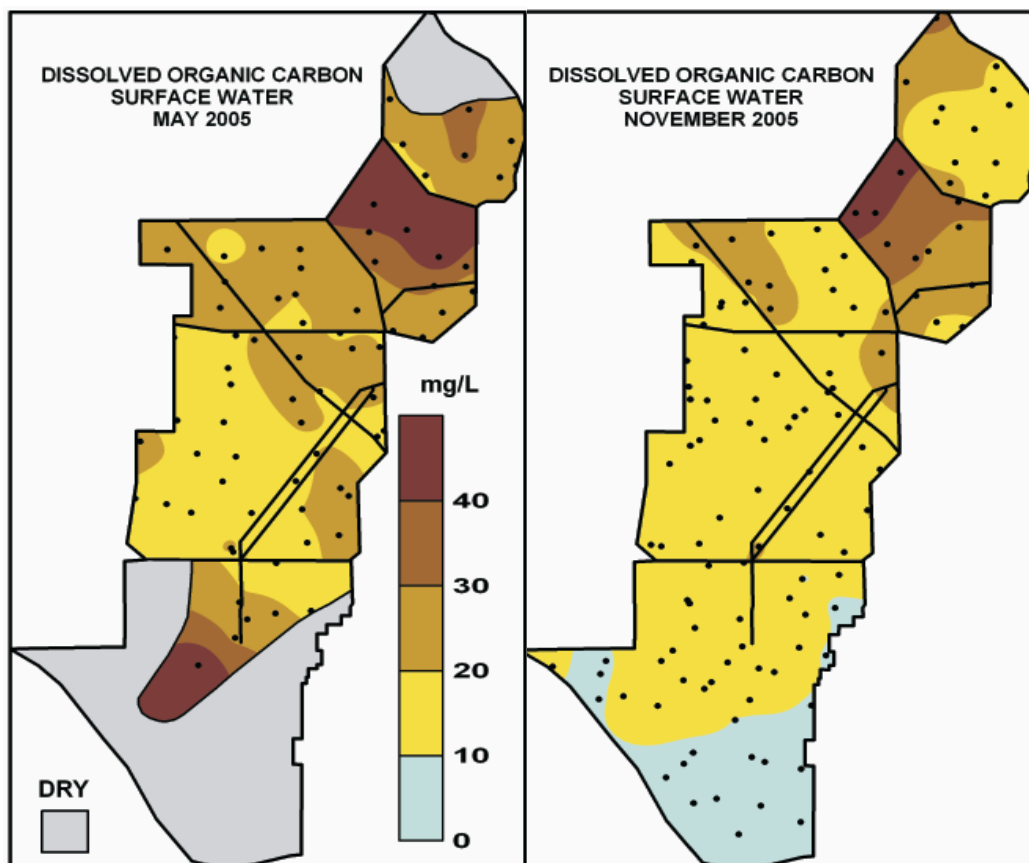 DISSOLVED ORGANIC CARBON
SURFACE WATER
MAY 2005
DISSOLVED ORGANIC CARBON
SURFACE WATER
NOVEMBER 2005
mg/L
40
30
20
10
0
DRY